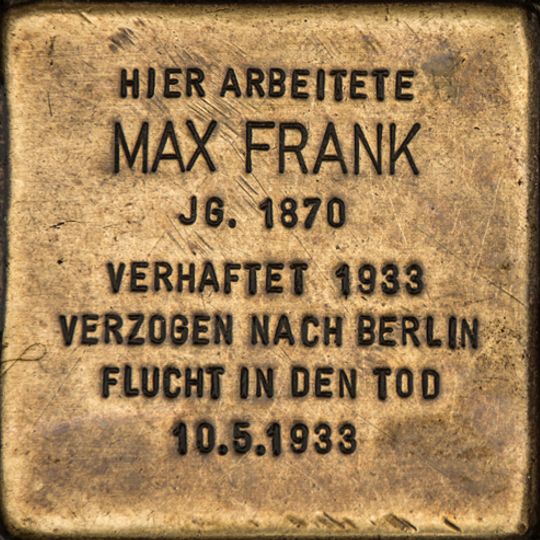 HIER ARBEITETE
MAX FRANK
JG. 1870
VERHAFTET 1933
VERZOGEN NACH BERLIN
FLUCHT IN DEN TOD
10.5.1933